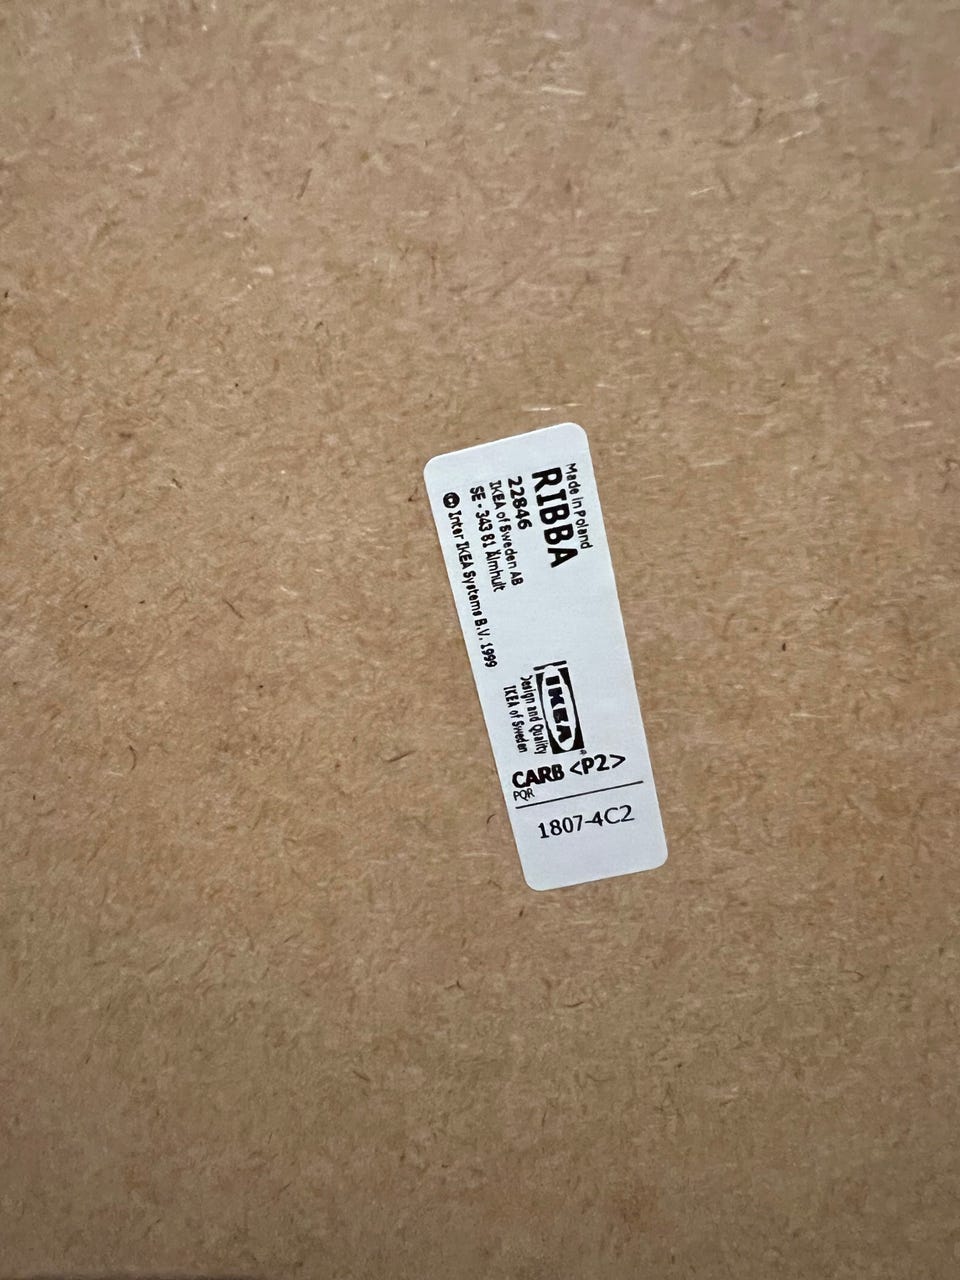 Made in Poland
RIBBA
22846
IKEA of Sweden AB
SE - 343 81 Älmhult
© Inter IKEA Systems B.V. 1999
IKEA®
Design and Quality
IKEA of Sweden
CARB <P2>
PQR
1807-4C2